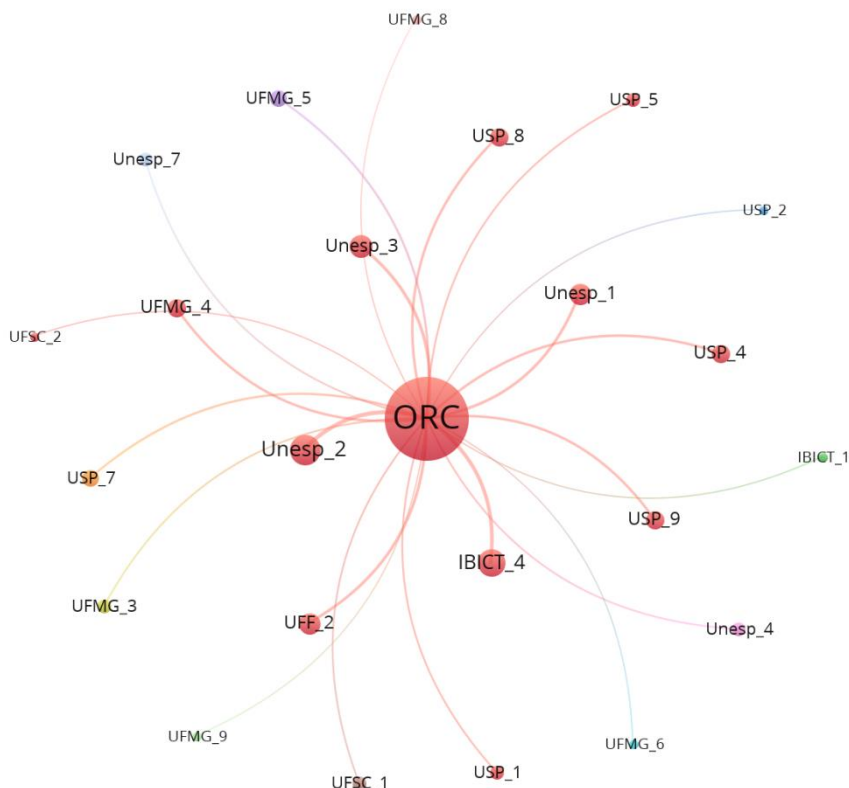 UFMG_8
UFMG_5
USP_5
USP_8
Unesp_7
USP_2
Unesp_3
Unesp_1
UFMG_4
UFSC_2
USP_4
ORC
Unesp_2
IBICT_1
USP_7
USP_9
IBICT_4
UFMG_3
UFF_2
Unesp_4
UFMG_9
UFMG_6
USP_1
UFSC_1